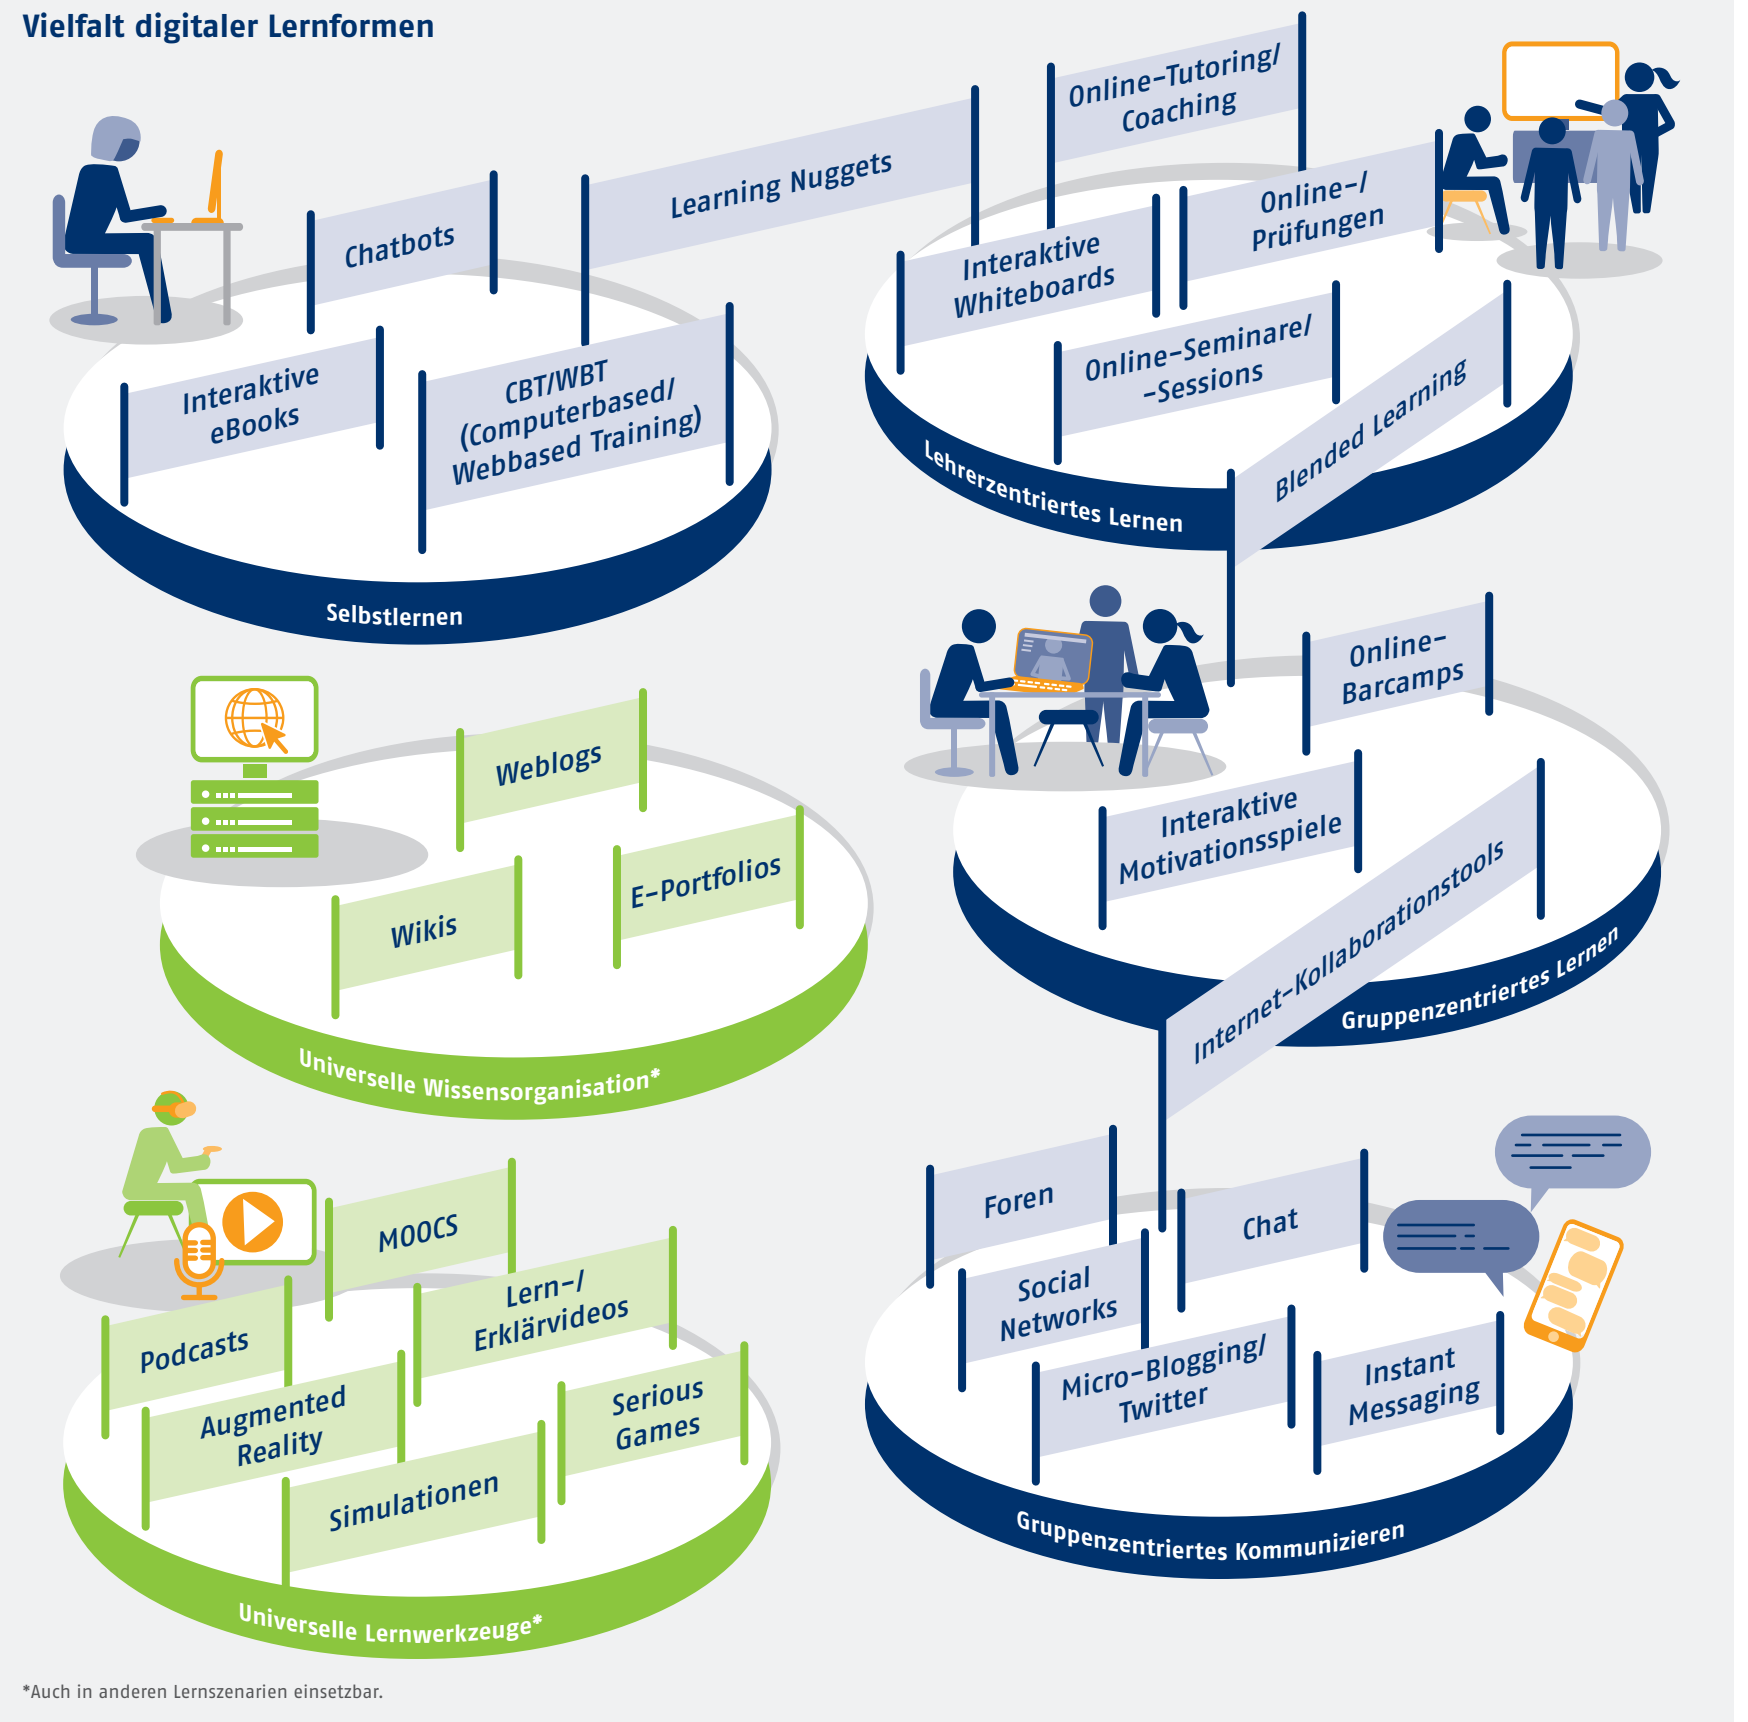 Vielfalt digitaler Lernformen
Chatbots
Learning Nuggets
Interaktive
eBooks
CBT/WBT
(Computerbased/
Webbased Training)
Selbstlernen
Online-Tutoring/
Coaching
Online-/
Prüfungen
Interaktive
Whiteboards
Online-Seminare/
-Sessions
Blended Learning
Lehrerzentriertes Lernen
Weblogs
E-Portfolios
Wikis
Universelle Wissensorganisation*
Online-
Barcamps
Interaktive
Motivationsspiele
Internet-Kollaborationstools
Gruppenzentriertes Lernen
MOOCS
Lern-/
Erklärvideos
Podcasts
Augmented
Reality
Serious
Games
Simulationen
Universelle Lernwerkzeuge*
Foren
Chat
Social
Networks
Micro-Blogging/
Twitter
Instant
Messaging
Gruppenzentriertes Kommunizieren
*Auch in anderen Lernszenarien einsetzbar.